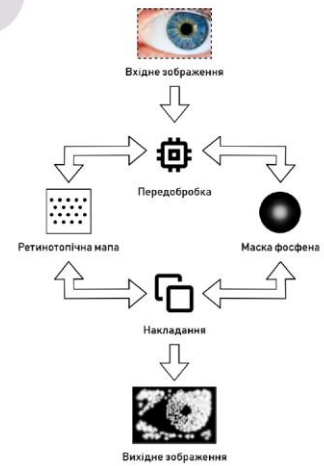 Вхідне зображення
Передобробка
Ретинотопічна мапа
Маска фосфена
Накладання
Вихідне зображення